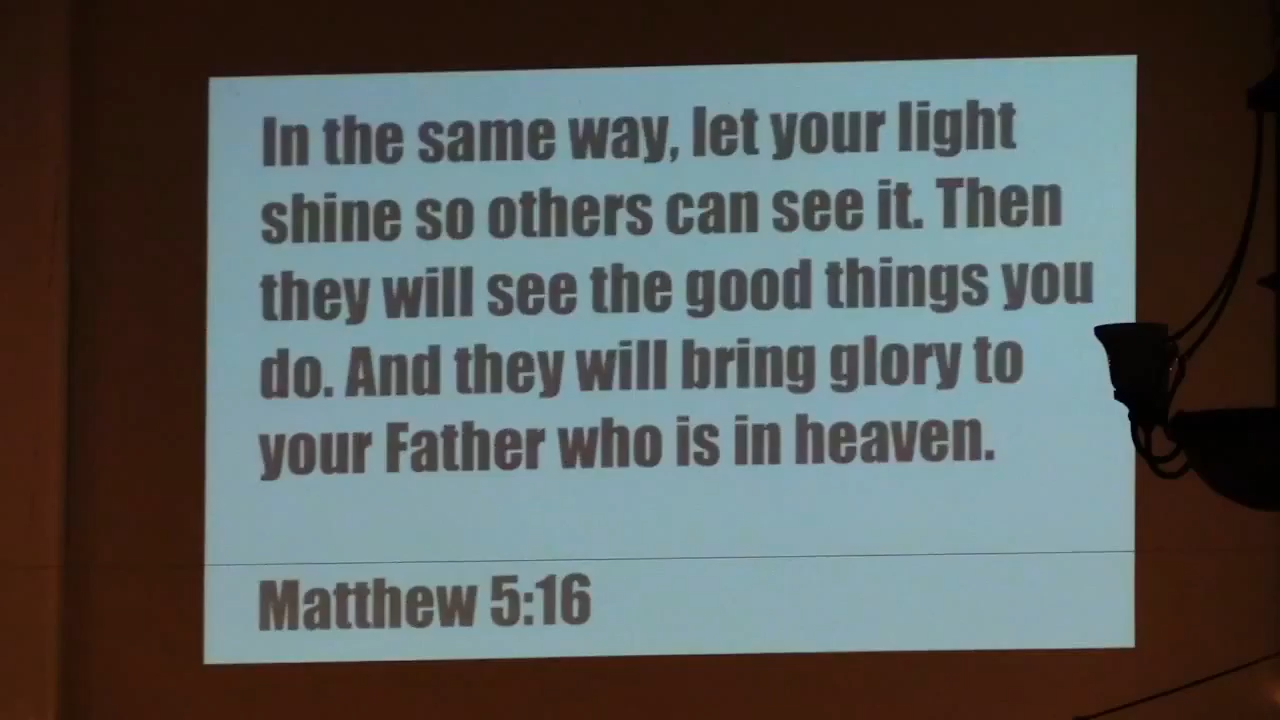 In the same way, let your light
shine so others can see it. Then
they will see the good things you
do. And they will bring glory to
your Father who is in heaven.
Matthew 5:16